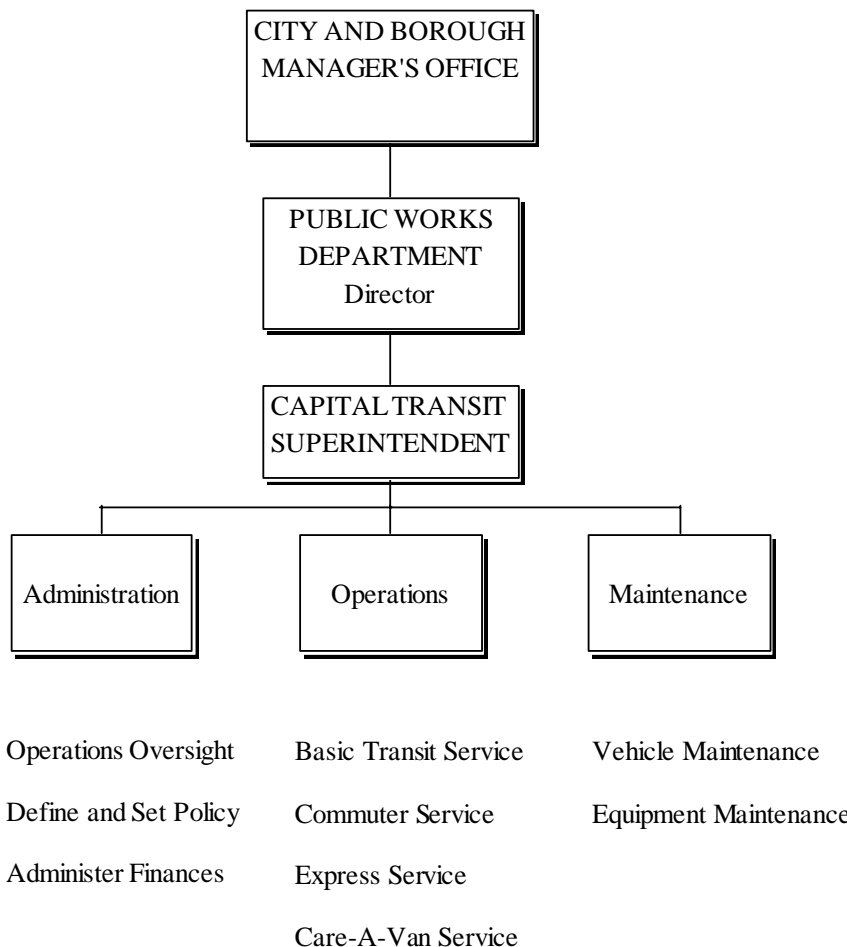 CITY AND BOROUGH
MANAGER'S OFFICE
PUBLIC WORKS
DEPARTMENT
Director
CAPITAL TRANSIT
SUPERINTENDENT
Administration
Operations
Maintenance
Operations Oversight
Define and Set Policy
Administer Finances
Basic Transit Service
Commuter Service
Express Service
Care-A-Van Service
Vehicle Maintenance
Equipment Maintenance